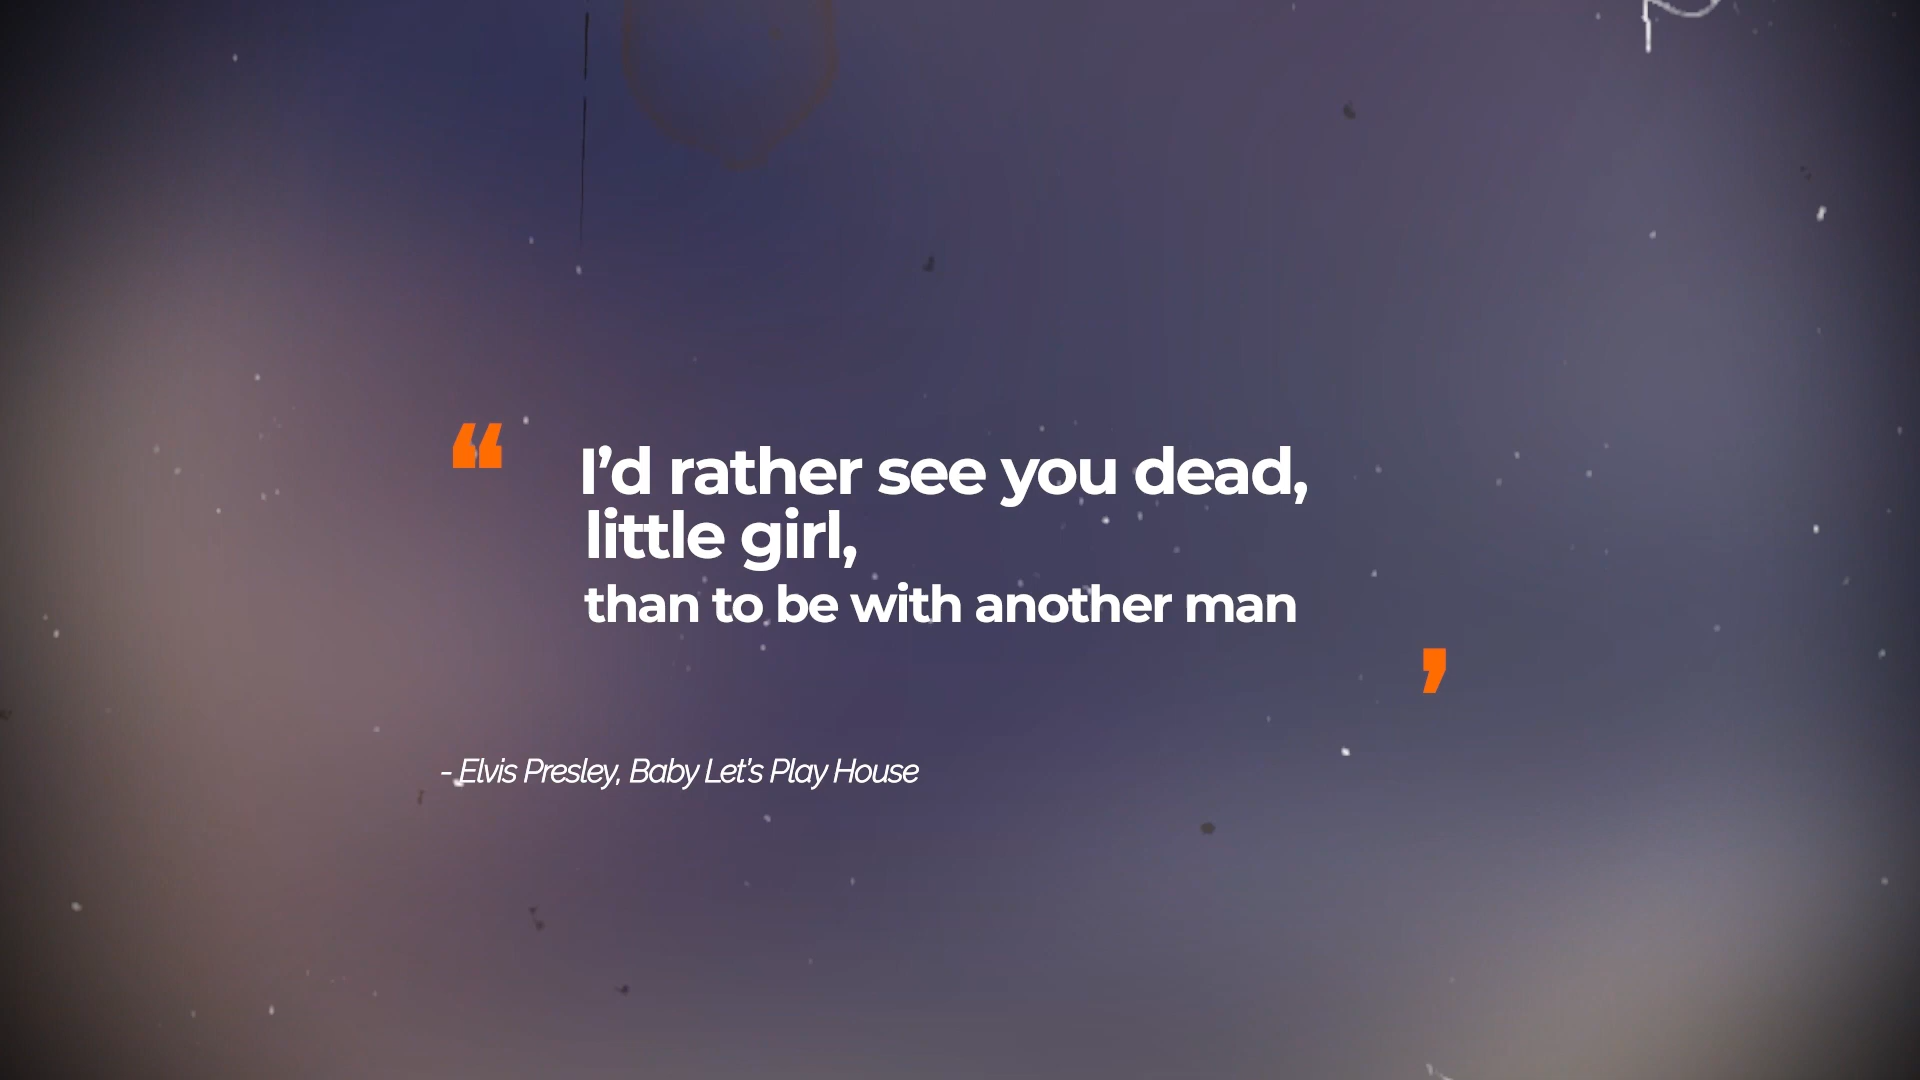 “ I’d rather see you dead,
little girl,
than to be with another man
’
- Elvis Presley, Baby Let’s Play House